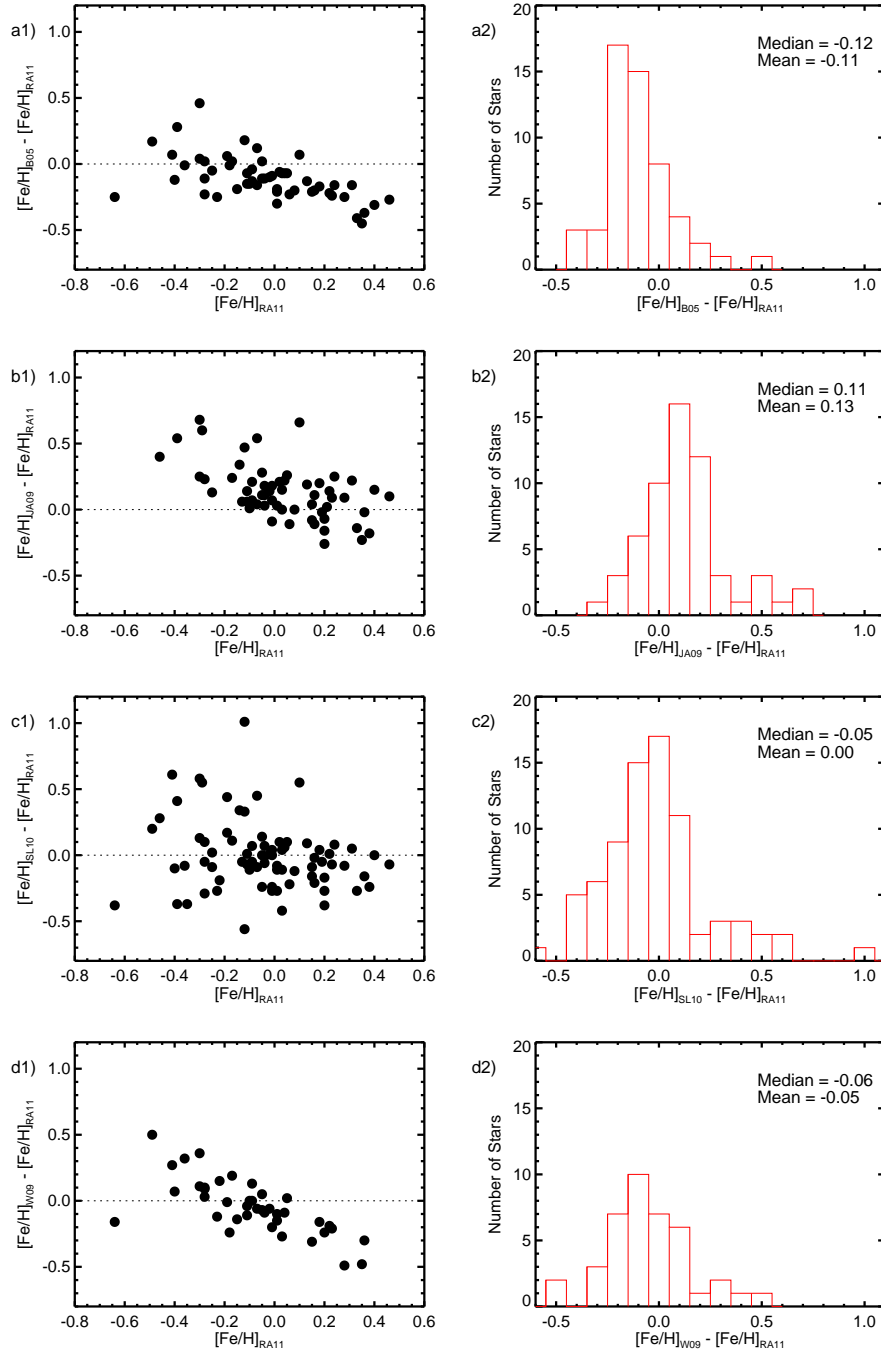 a1)
1.0
0.5
0.0
-0.5
[Fe/H]B05 - [Fe/H]RA11
-0.8 -0.6 -0.4 -0.2 0.0 0.2 0.4 0.6
[Fe/H]RA11
a2)
20
15
10
5
0
Number of Stars
Median = -0.12
Mean = -0.11
-0.5 0.0 0.5 1.0
[Fe/H]B05 - [Fe/H]RA11
b1)
1.0
0.5
0.0
-0.5
[Fe/H]JA09 - [Fe/H]RA11
-0.8 -0.6 -0.4 -0.2 0.0 0.2 0.4 0.6
[Fe/H]RA11
b2)
20
15
10
5
0
Number of Stars
Median = 0.11
Mean = 0.13
-0.5 0.0 0.5 1.0
[Fe/H]JA09 - [Fe/H]RA11
c1)
1.0
0.5
0.0
-0.5
[Fe/H]SL10 - [Fe/H]RA11
-0.8 -0.6 -0.4 -0.2 0.0 0.2 0.4 0.6
[Fe/H]RA11
c2)
20
15
10
5
0
Number of Stars
Median = -0.05
Mean = 0.00
-0.5 0.0 0.5 1.0
[Fe/H]SL10 - [Fe/H]RA11
d1)
1.0
0.5
0.0
-0.5
[Fe/H]W09 - [Fe/H]RA11
-0.8 -0.6 -0.4 -0.2 0.0 0.2 0.4 0.6
[Fe/H]RA11
d2)
20
15
10
5
0
Number of Stars
Median = -0.06
Mean = -0.05
-0.5 0.0 0.5 1.0
[Fe/H]W09 - [Fe/H]RA11